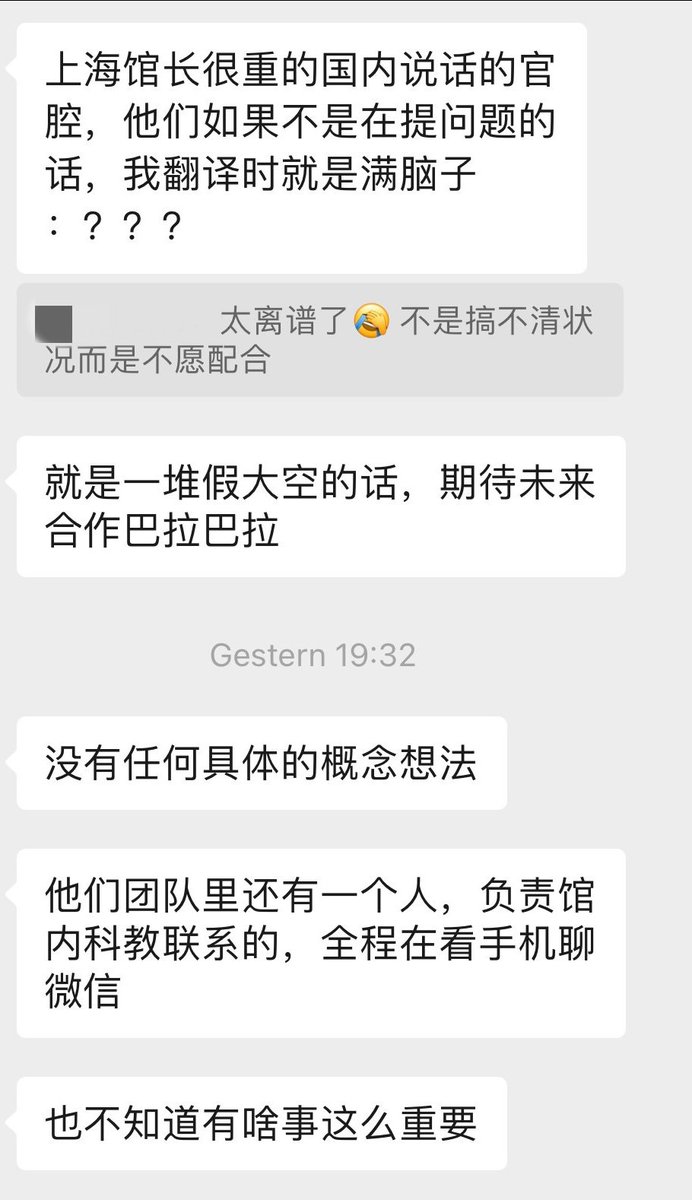 上海馆长很重的国内说话的官
腔，他们如果不是在提问题的
话，我翻译时就是满脑子
：？？？
太离谱了🤦 不是搞不清状
况而是不愿配合
就是一堆假大空的话，期待未来
合作巴拉巴拉
Gestern 19:32
没有任何具体的概念想法
他们团队里还有一个人，负责馆
内科教联系的，全程在看手机聊
微信
也不知道有啥事这么重要